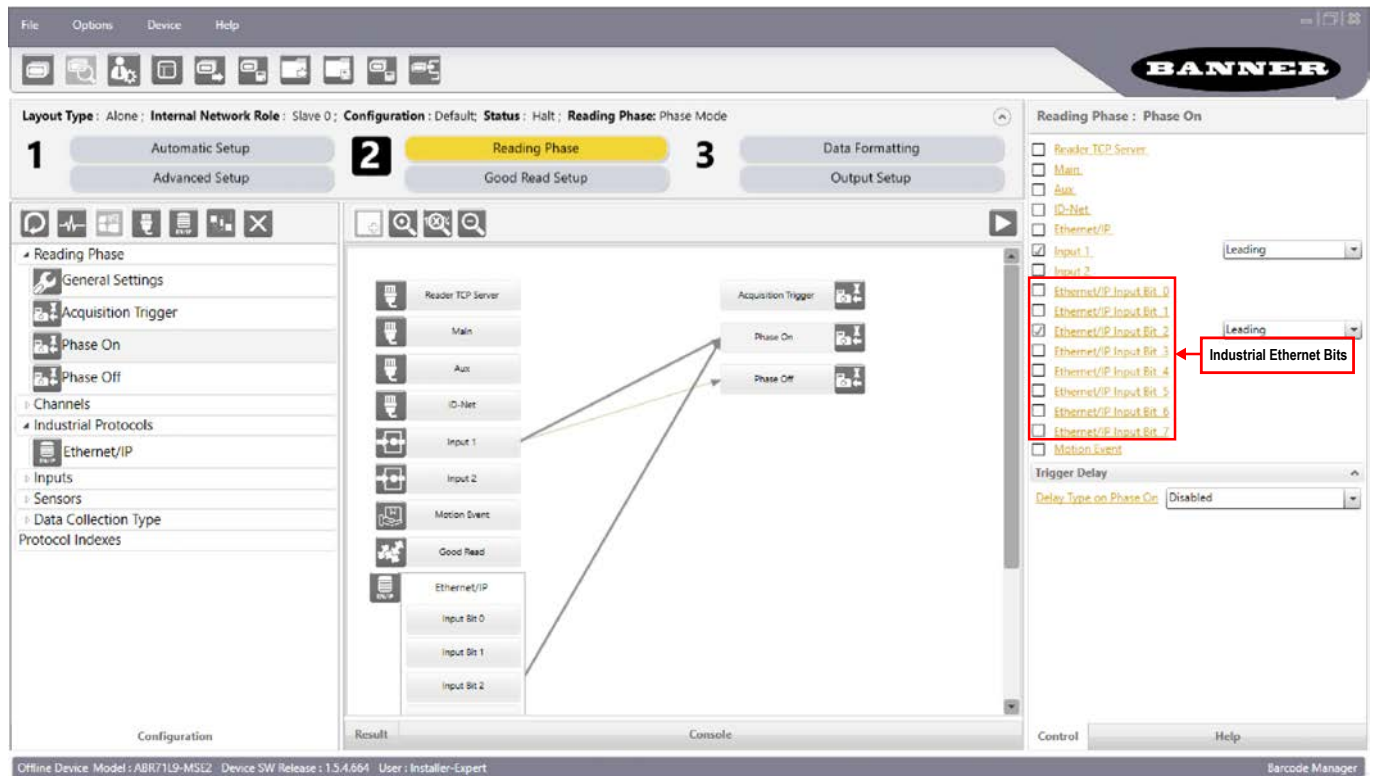 File Options Device Help
BANNER
Layout Type : Alone ; Internal Network Role : Slave 0 ; Configuration : Default; Status : Halt ; Reading Phase: Phase Mode
1 Automatic Setup
Advanced Setup
2 Reading Phase
Good Read Setup
3 Data Formatting
Output Setup
Reading Phase
General Settings
Acquisition Trigger
Phase On
Phase Off
Channels
Industrial Protocols
Ethernet/IP
Inputs
Sensors
Data Collection Type
Protocol Indexes
Configuration
Reader TCP Server
Main
Aux
ID-Net
Input 1
Input 2
Motion Event
Good Read
Ethernet/IP
Input Bit 0
Input Bit 1
Input Bit 2
Acquisition Trigger
Phase On
Phase Off
Result Console
Reading Phase : Phase On
Reader TCP Server
Main
Aux
ID-Net
Ethernet/IP
Input 1 Leading
Input 2
Ethernet/IP Input Bit 0
Ethernet/IP Input Bit 1
Ethernet/IP Input Bit 2 Leading
Ethernet/IP Input Bit 3
Ethernet/IP Input Bit 4
Ethernet/IP Input Bit 5
Ethernet/IP Input Bit 6
Ethernet/IP Input Bit 7
Industrial Ethernet Bits
Motion Event
Trigger Delay
Delay Type on Phase On Disabled
Control Help
Offline Device Model : ABR71L9-MSE2 Device SW Release : 1.5.4.664 User : Installer-Expert
Barcode Manager